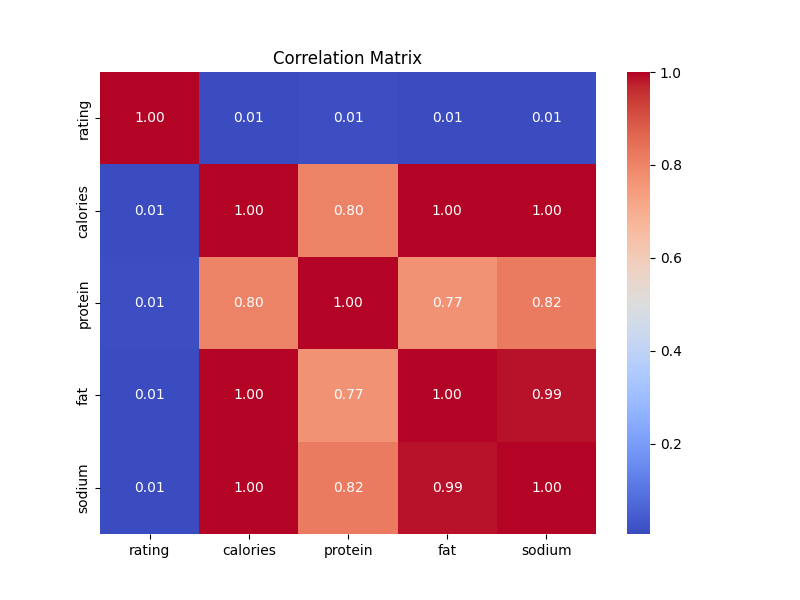 Correlation Matrix
rating 1.00 0.01 0.01 0.01 0.01
calories 0.01 1.00 0.80 1.00 1.00
protein 0.01 0.80 1.00 0.77 0.82
fat 0.01 1.00 0.77 1.00 0.99
sodium 0.01 1.00 0.82 0.99 1.00
rating calories protein fat sodium
1.0
0.8
0.6
0.4
0.2